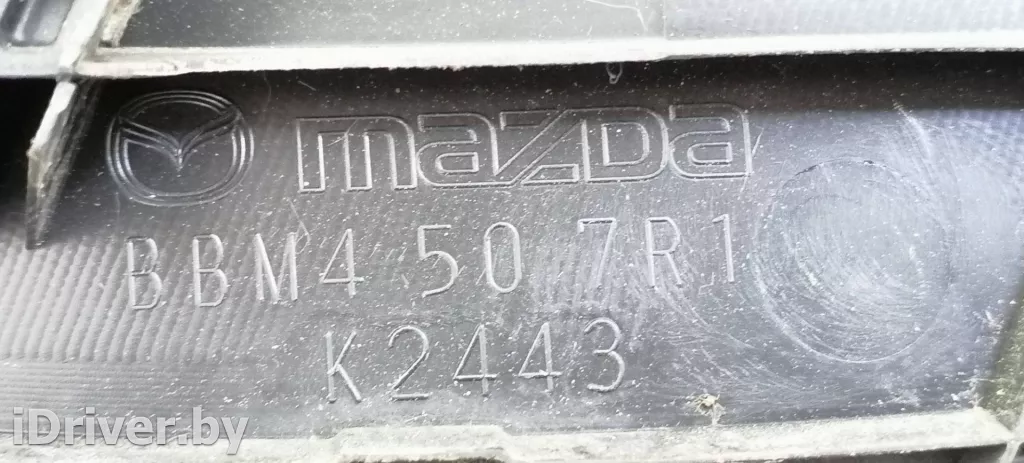 mazda
BBM4 50 7R1
K2443
iDriver.by